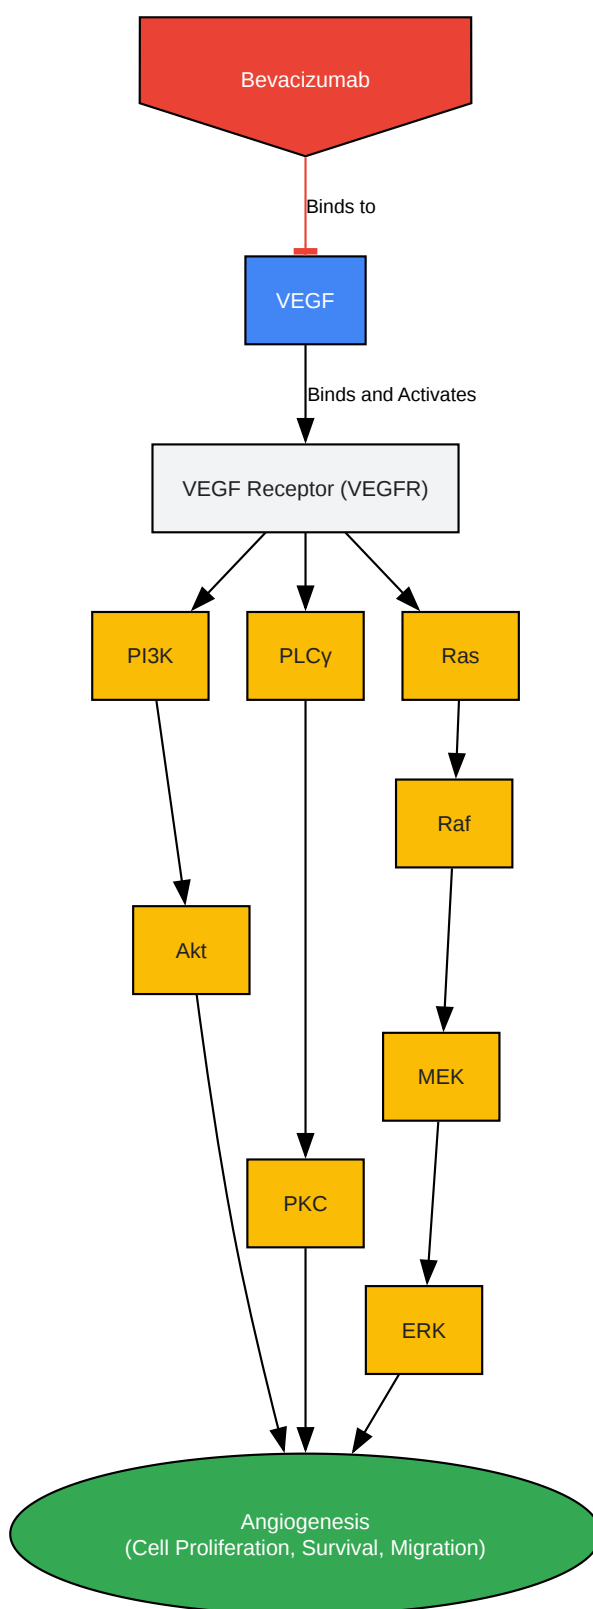 Bevacizumab
Binds to
VEGF
Binds and Activates
VEGF Receptor (VEGFR)
PI3K
PLCγ
Ras
Raf
Akt
MEK
PKC
ERK
Angiogenesis
(Cell Proliferation, Survival, Migration)